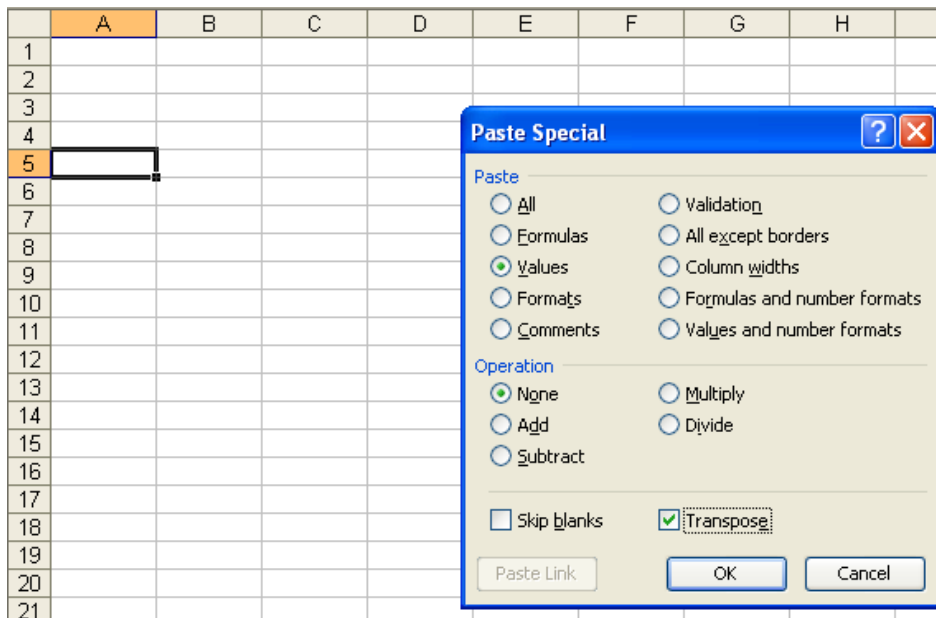 A B C D E F G H
1
2
3
4
5
6
7
8
9
10
11
12
13
14
15
16
17
18
19
20
21
Paste Special
?
Paste
All
Formulas
Values
Formats
Comments
Validation
All except borders
Column widths
Formulas and number formats
Values and number formats
Operation
None
Add
Subtract
Multiply
Divide
Skip blanks
Transpose
Paste Link
OK
Cancel